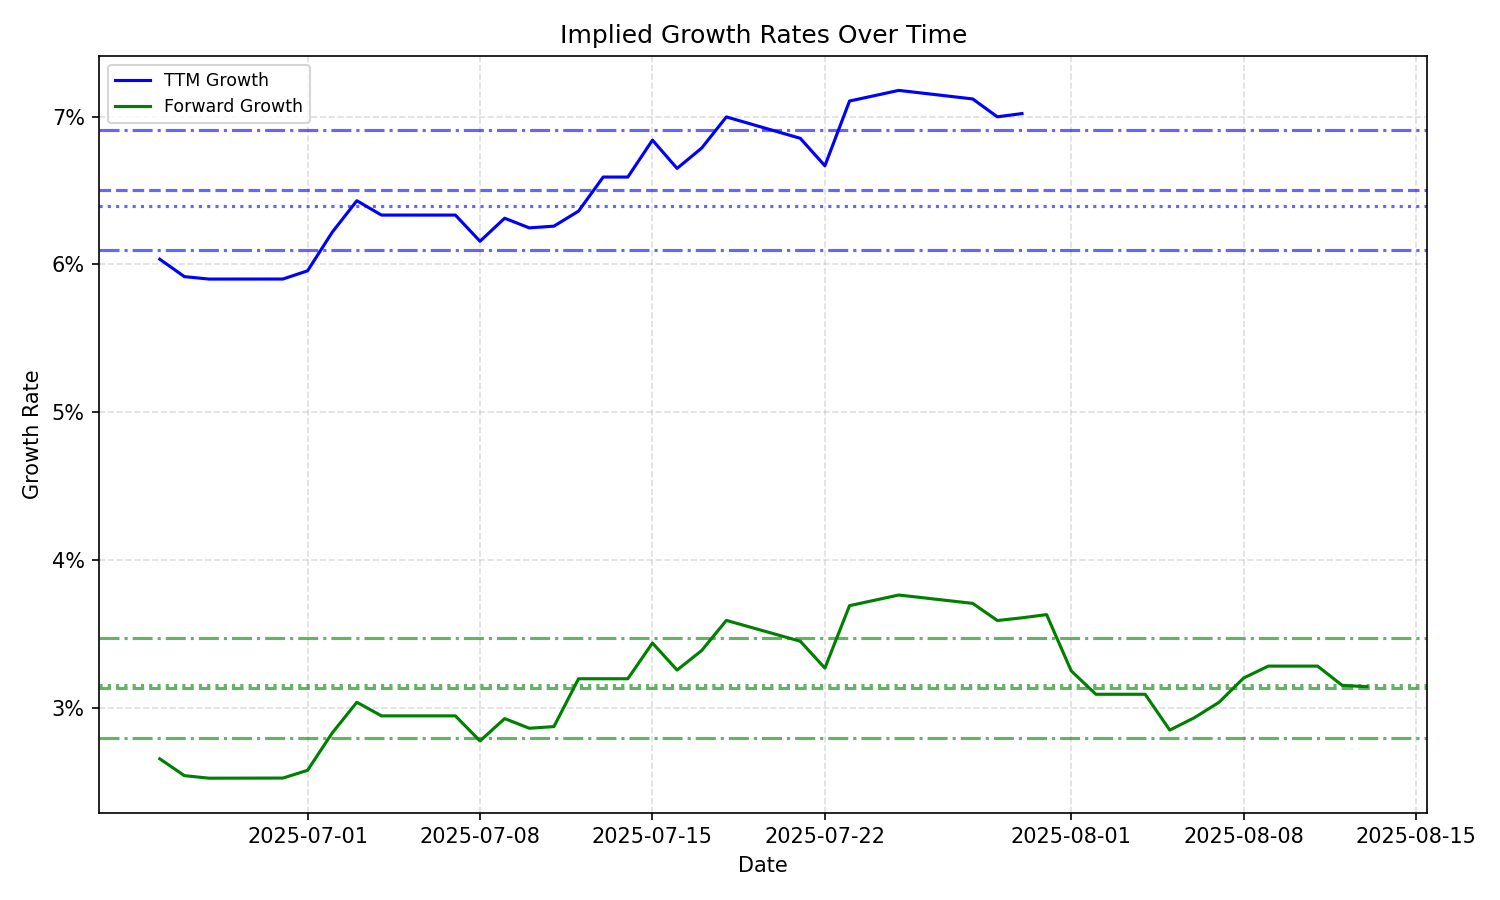 Implied Growth Rates Over Time
TTM Growth
Forward Growth
7%
6%
5%
4%
3%
Growth Rate
2025-07-01 2025-07-08 2025-07-15 2025-07-22 2025-08-01 2025-08-08 2025-08-15
Date